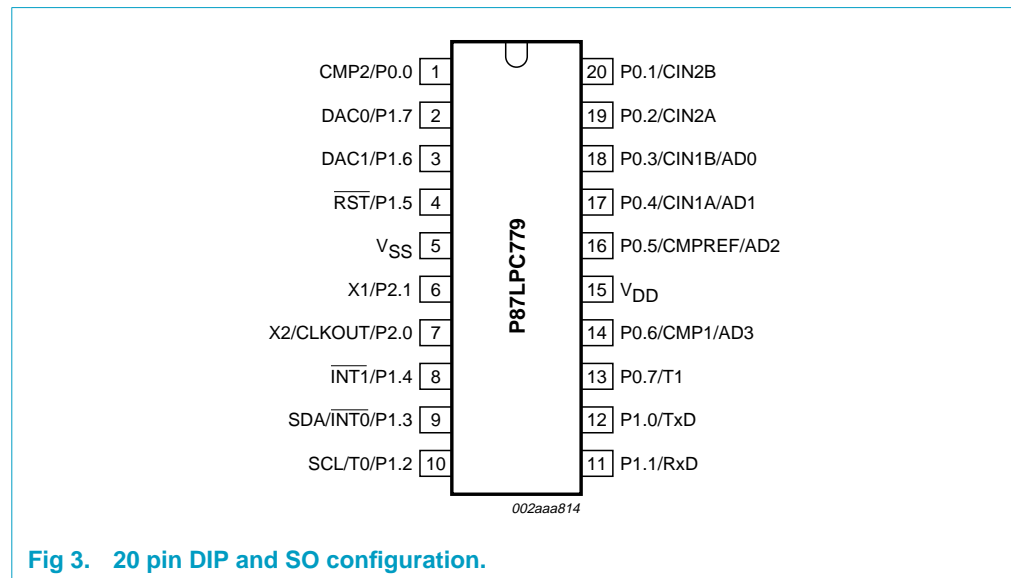 CMP2/P0.0 1 20 P0.1/CIN2B
DAC0/P1.7 2 19 P0.2/CIN2A
DAC1/P1.6 3 18 P0.3/CIN1B/AD0
RST/P1.5 4 17 P0.4/CIN1A/AD1
VSS 5 16 P0.5/CMPREF/AD2
X1/P2.1 6 15 VDD
X2/CLKOUT/P2.0 7 14 P0.6/CMP1/AD3
INT1/P1.4 8 13 P0.7/T1
SDA/INT0/P1.3 9 12 P1.0/TxD
SCL/T0/P1.2 10 11 P1.1/RxD
P87LPC779
002aaa814
Fig 3. 20 pin DIP and SO configuration.